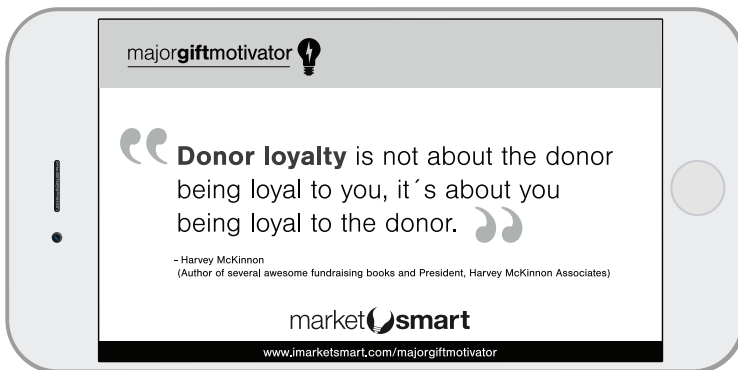 majorgiftmotivator
“Donor loyalty is not about the donor
being loyal to you, it´s about you
being loyal to the donor.”
– Harvey McKinnon
(Author of several awesome fundraising books and President, Harvey McKinnon Associates)
marketsmart
www.imarketsmart.com/majorgiftmotivator